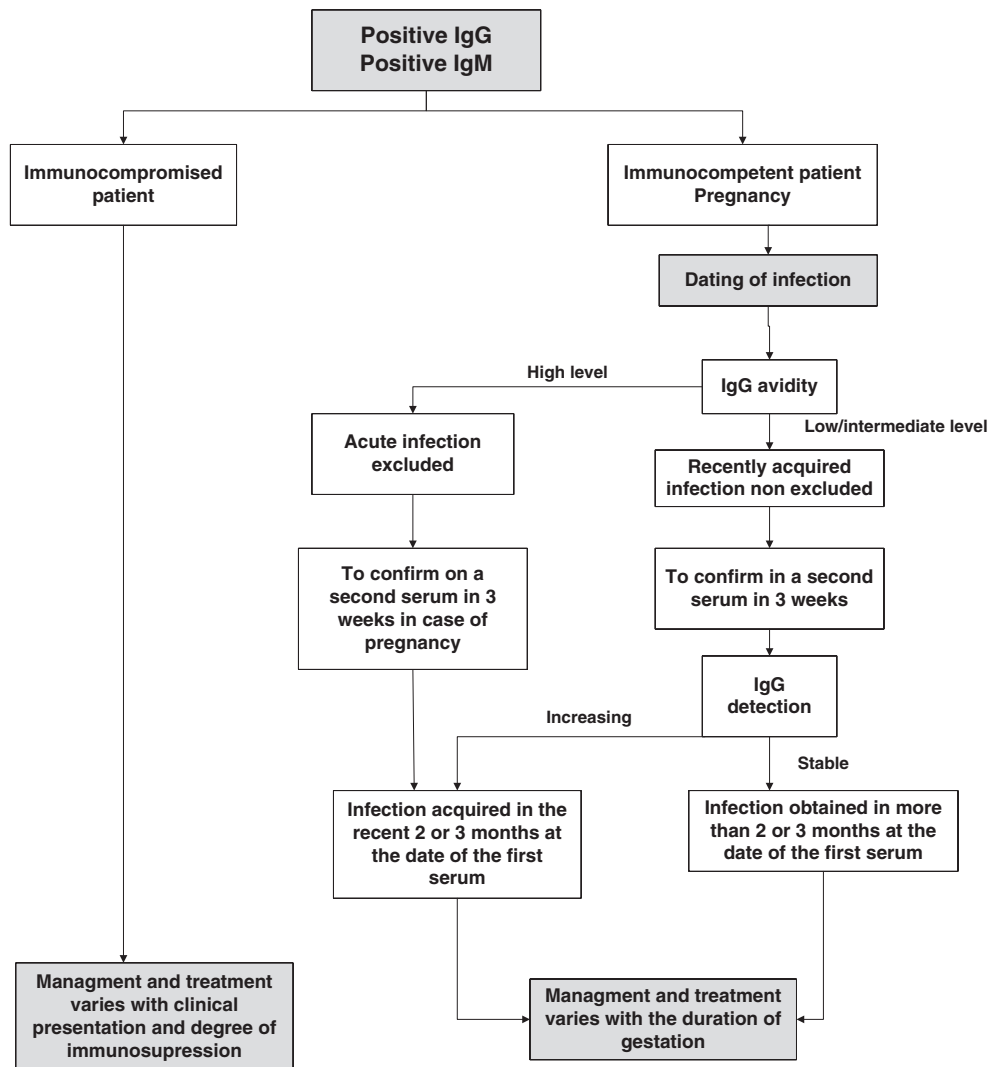 Positive IgG
Positive IgM
Immunocompromised
patient
Immunocompetent patient
Pregnancy
Dating of infection
High level
IgG avidity
Low/intermediate level
Acute infection
excluded
Recently acquired
infection non excluded
To confirm on a
second serum in 3
weeks in case of
pregnancy
To confirm in a second
serum in 3 weeks
IgG
detection
Increasing
Stable
Infection acquired in the
recent 2 or 3 months at
the date of the first
serum
Infection obtained in more
than 2 or 3 months at the
date of the first serum
Managment and treatment
varies with clinical
presentation and degree of
immunosupression
Managment and treatment
varies with the duration of
gestation